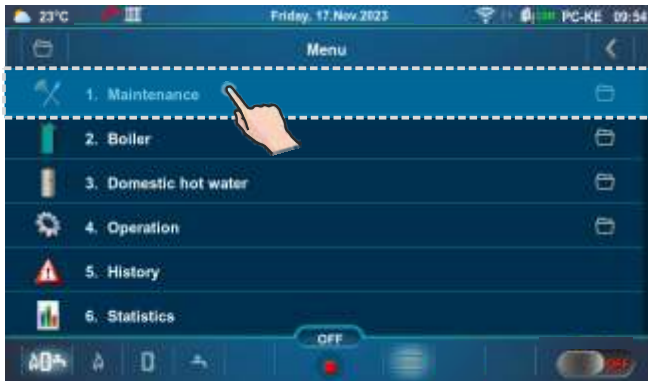 23°C Friday, 17.Nov.2023 PC-KE 09:54
Menu
1. Maintenance
2. Boiler
3. Domestic hot water
4. Operation
5. History
6. Statistics
OFF
OFF